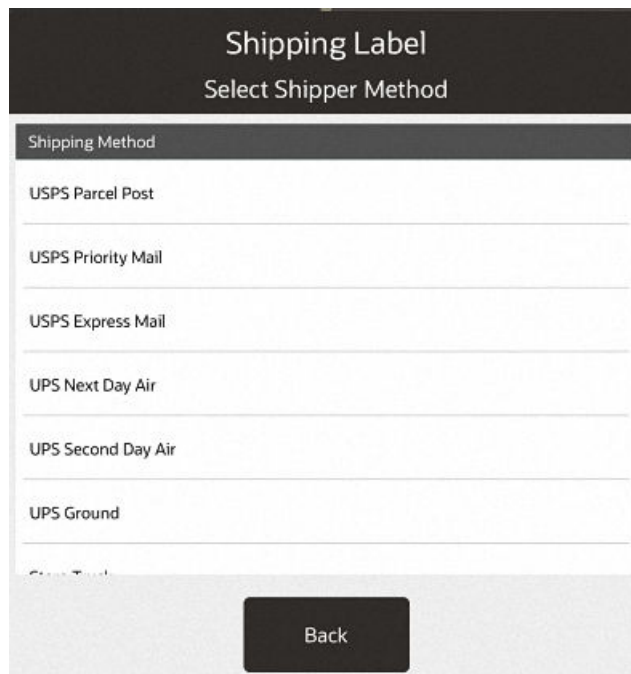 Shipping Label
Select Shipper Method
Shipping Method
USPS Parcel Post
USPS Priority Mail
USPS Express Mail
UPS Next Day Air
UPS Second Day Air
UPS Ground
Back